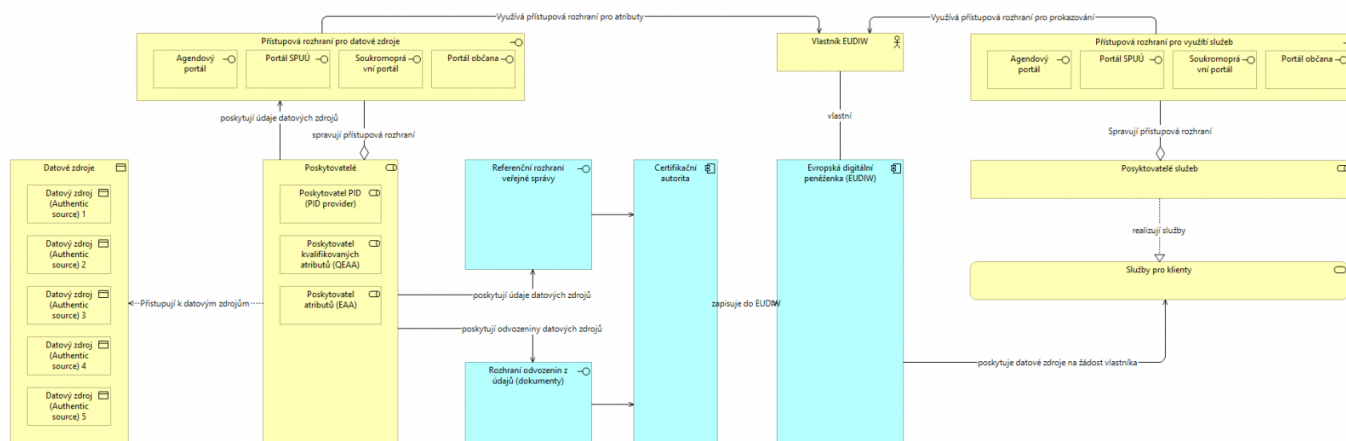 Využívá přístupová rozhraní pro atributy
Využívá přístupová rozhraní pro prokazování
Přístupová rozhraní pro datové zdroje
Agendový
portál
Portál SPUÚ
Soukromoprá
vní portál
Portál občana
Vlastník EUDIW
Přístupová rozhraní pro využití služeb
Agendový
portál
Portál SPUÚ
Soukromoprá
vní portál
Portál občana
poskytují údaje datových zdrojů
spravují přístupová rozhraní
vlastní
Spravují přístupová rozhraní
Datové zdroje
Datový zdroj
(Authentic
source) 1
Datový zdroj
(Authentic
source) 2
Datový zdroj
(Authentic
source) 3
Datový zdroj
(Authentic
source) 4
Datový zdroj
(Authentic
source) 5
Přistupují k datovým zdrojům
Poskytovatelé
Poskytovatel PID
(PID provider)
Poskytovatel
kvalifikovaných
atributů (QEAA)
Poskytovatel
atributů (EAA)
Referenční rozhraní
veřejné správy
poskytují údaje datových zdrojů
poskytují odvozeniny datových zdrojů
Rozhraní odvozenin z
údajů (dokumenty)
Certifikační
autorita
zapisuje do EUDIW
Evropská digitální
peněženka (EUDIW)
Posyktovatelé služeb
realizují služby
Služby pro klienty
poskytuje datové zdroje na žádost vlastníka